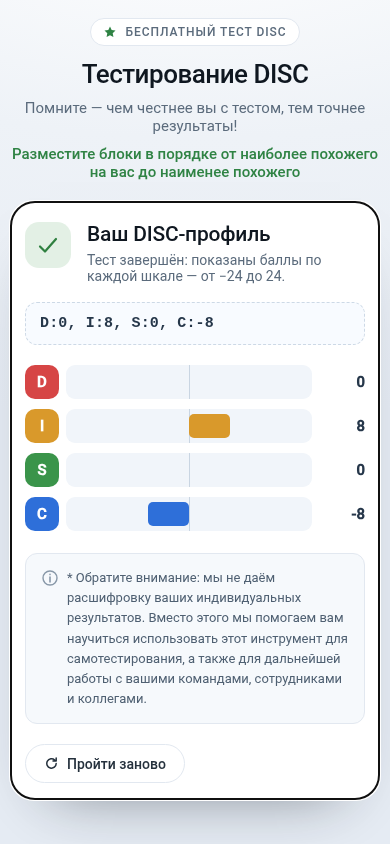 БЕСПЛАТНЫЙ ТЕСТ DISC
Тестирование DISC
Помните — чем честнее вы с тестом, тем точнее
результаты!
Разместите блоки в порядке от наиболее похожего
на вас до наименее похожего
Ваш DISC-профиль
Тест завершён: показаны баллы по
каждой шкале — от −24 до 24.
D:0, I:8, S:0, C:-8
D 0
I 8
S 0
C -8
* Обратите внимание: мы не даём
расшифровку ваших индивидуальных
результатов. Вместо этого мы помогаем вам
научиться использовать этот инструмент для
самотестирования, а также для дальнейшей
работы с вашими командами, сотрудниками
и коллегами.
Пройти заново